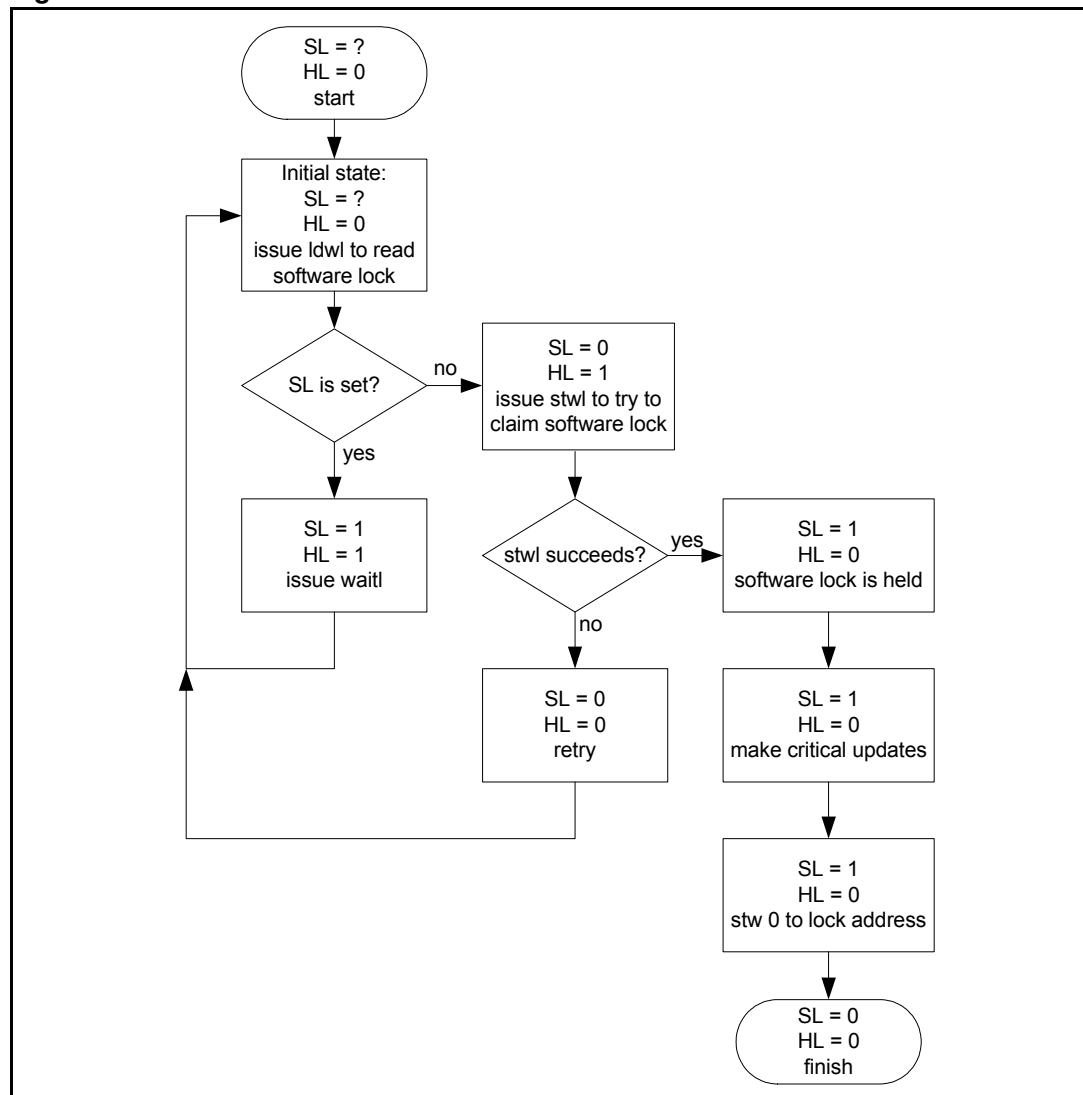 SL = ?
HL = 0
start
Initial state:
SL = ?
HL = 0
issue ldwl to read
software lock
SL is set?
no
yes
SL = 0
HL = 1
issue stwl to try to
claim software lock
SL = 1
HL = 1
issue waitl
stwl succeeds?
yes
no
SL = 1
HL = 0
software lock is held
SL = 0
HL = 0
retry
SL = 1
HL = 0
make critical updates
SL = 1
HL = 0
stw 0 to lock address
SL = 0
HL = 0
finish